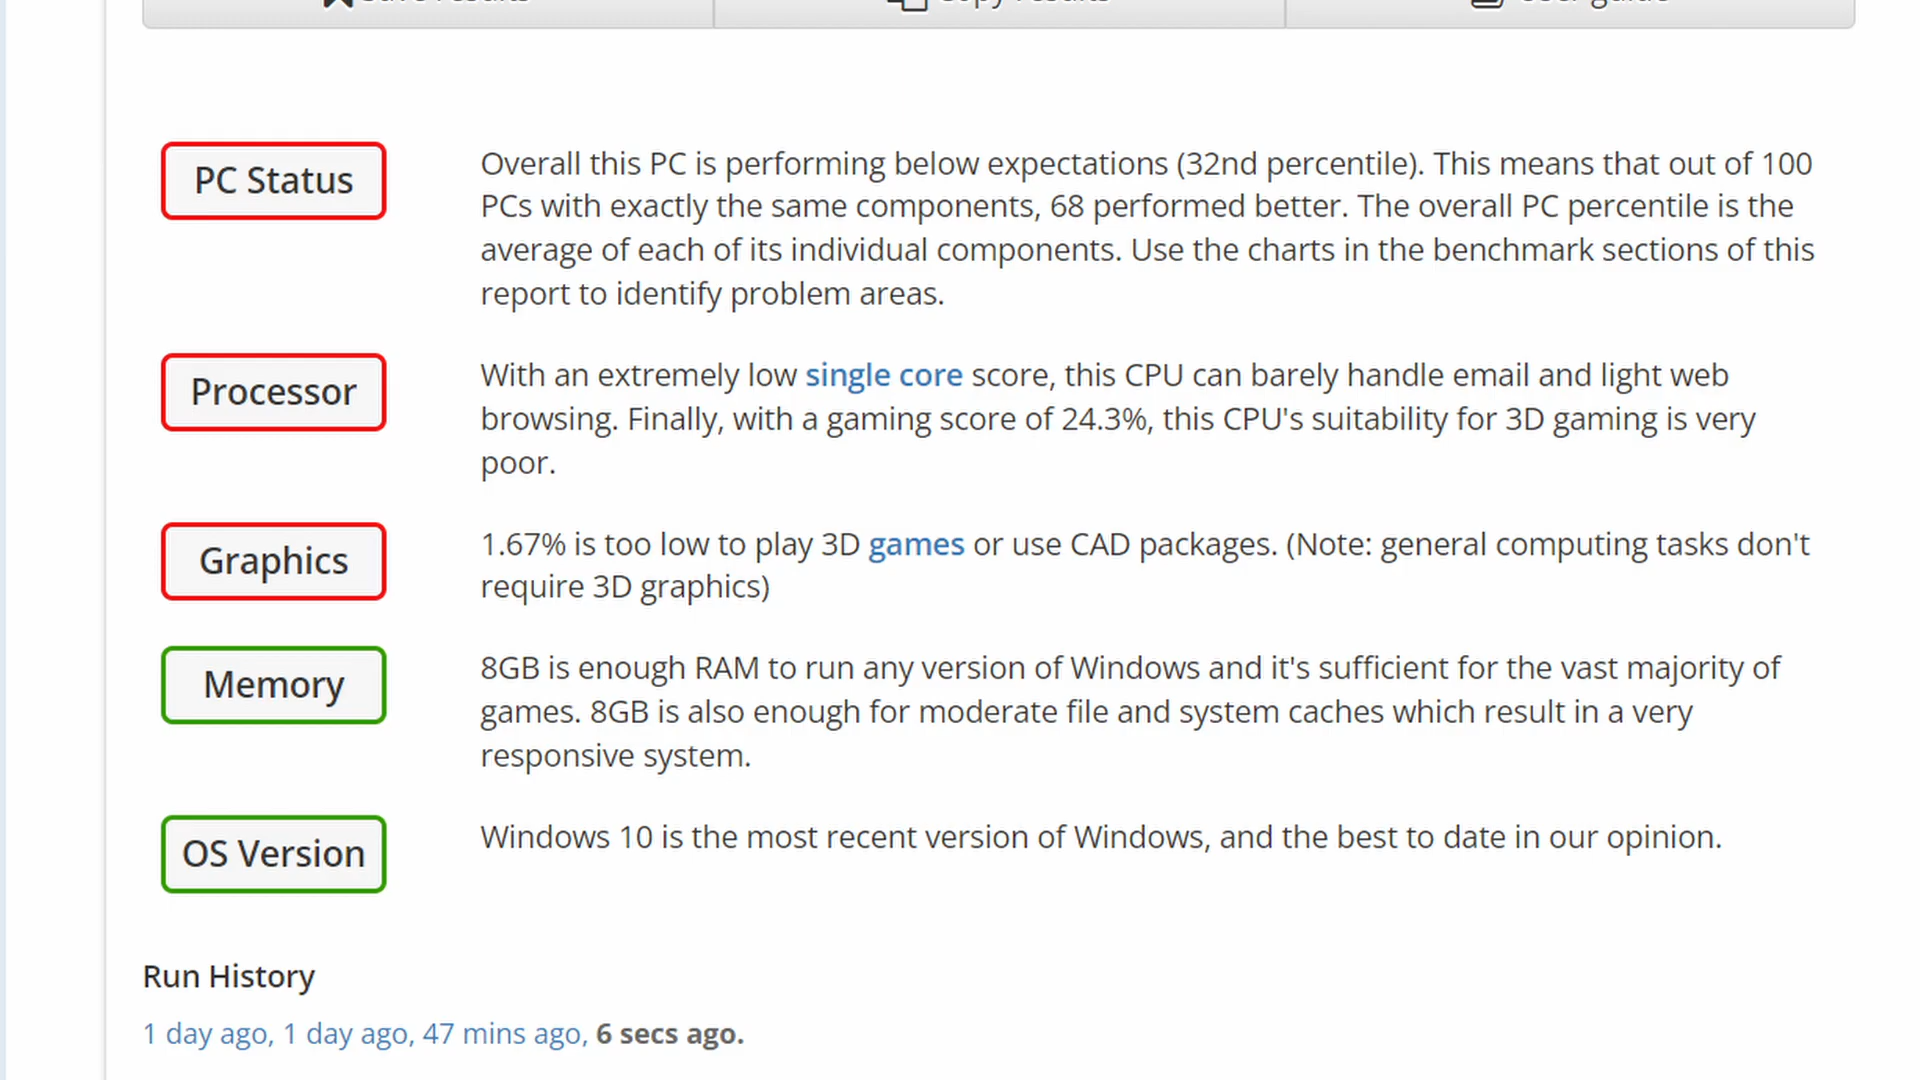 Save results Copy results User guide
PC Status
Overall this PC is performing below expectations (32nd percentile). This means that out of 100
PCs with exactly the same components, 68 performed better. The overall PC percentile is the
average of each of its individual components. Use the charts in the benchmark sections of this
report to identify problem areas.
Processor
With an extremely low single core score, this CPU can barely handle email and light web
browsing. Finally, with a gaming score of 24.3%, this CPU's suitability for 3D gaming is very
poor.
Graphics
1.67% is too low to play 3D games or use CAD packages. (Note: general computing tasks don't
require 3D graphics)
Memory
8GB is enough RAM to run any version of Windows and it's sufficient for the vast majority of
games. 8GB is also enough for moderate file and system caches which result in a very
responsive system.
OS Version
Windows 10 is the most recent version of Windows, and the best to date in our opinion.
Run History
1 day ago, 1 day ago, 47 mins ago, 6 secs ago.